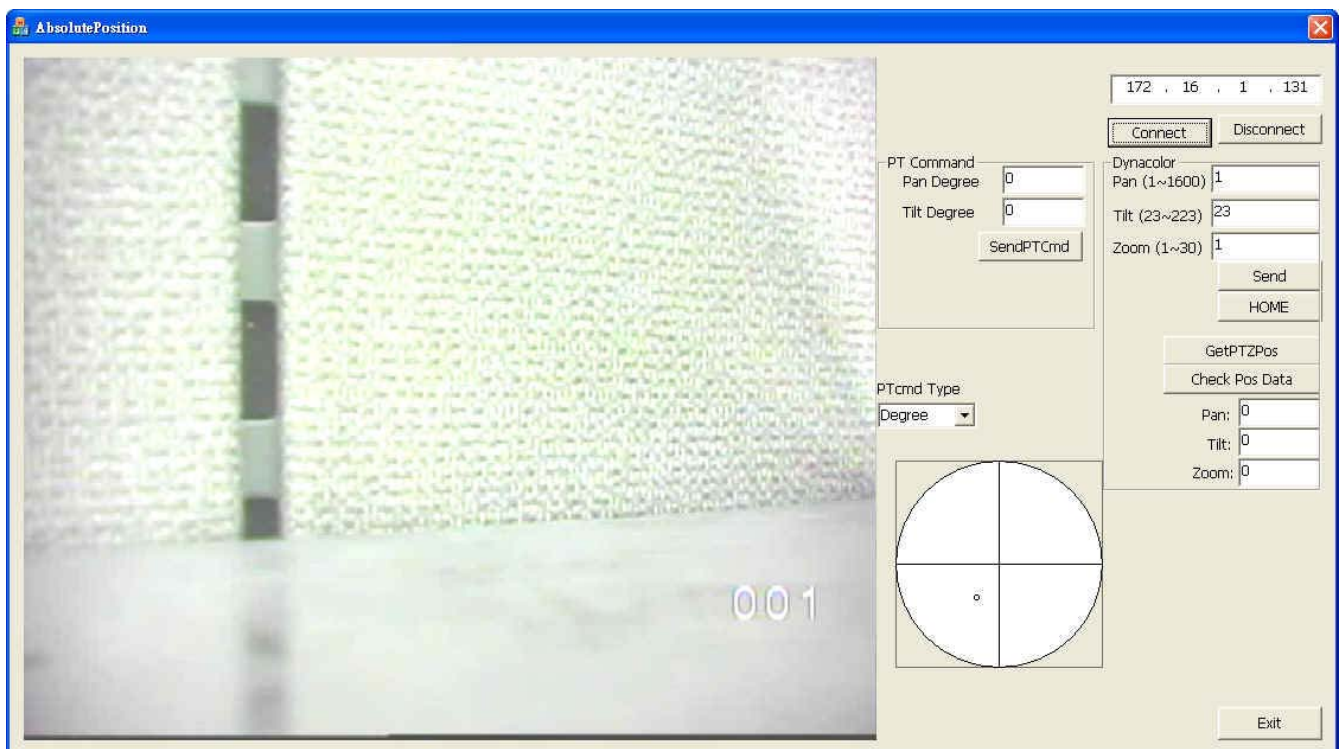 AbsolutePosition
172 . 16 . 1 . 131
Connect Disconnect
PT Command
Pan Degree 0
Tilt Degree 0
SendPTCmd
Dynacolor
Pan (1~1600) 1
Tilt (23~223) 23
Zoom (1~30) 1
Send
HOME
GetPTZPos
Check Pos Data
Pan: 0
Tilt: 0
Zoom: 0
PTcmd Type
Degree
001
Exit